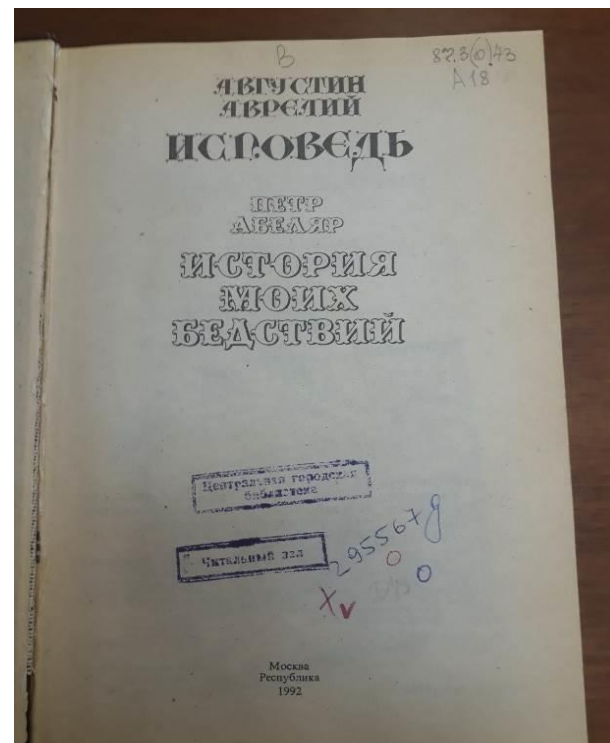 В
87.3(0)73
А18
АВГУСТИН
АВРЕЛИЙ
ИСПОВЕДЬ
ПЕТР
АБЕЛЯР
ИСТОРИЯ
МОИХ
БЕДСТВИЙ
Центральная городская
библиотека
Читальный зал
295567
Москва
Республика
1992